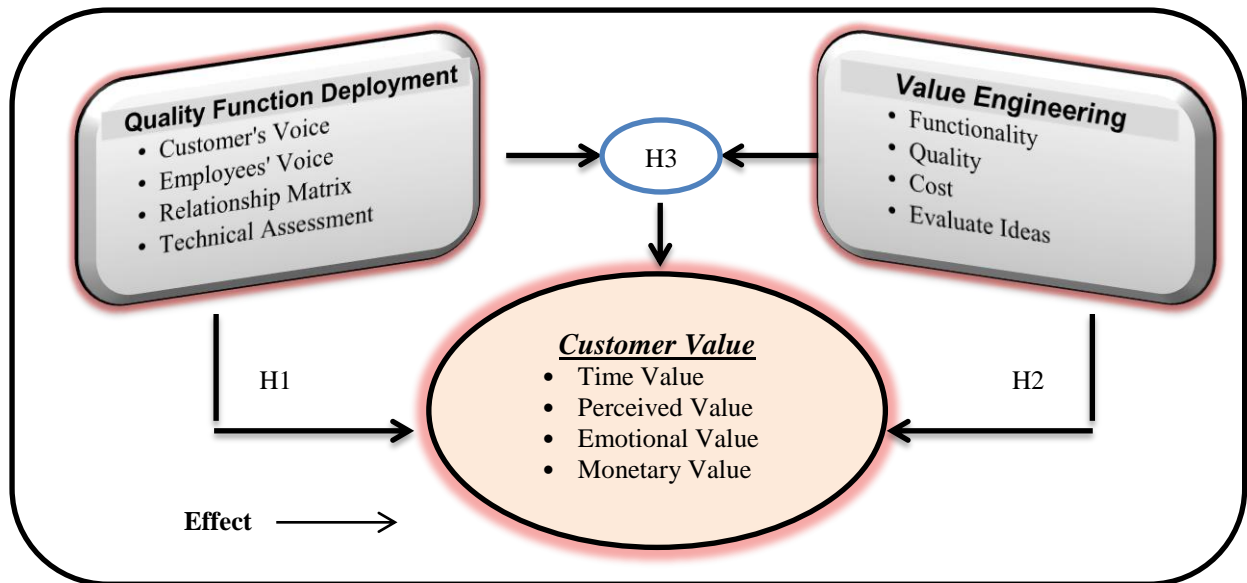 Quality Function Deployment
• Customer's Voice
• Employees' Voice
• Relationship Matrix
• Technical Assessment
H3
Value Engineering
• Functionality
• Quality
• Cost
• Evaluate Ideas
H1
Customer Value
• Time Value
• Perceived Value
• Emotional Value
• Monetary Value
H2
Effect